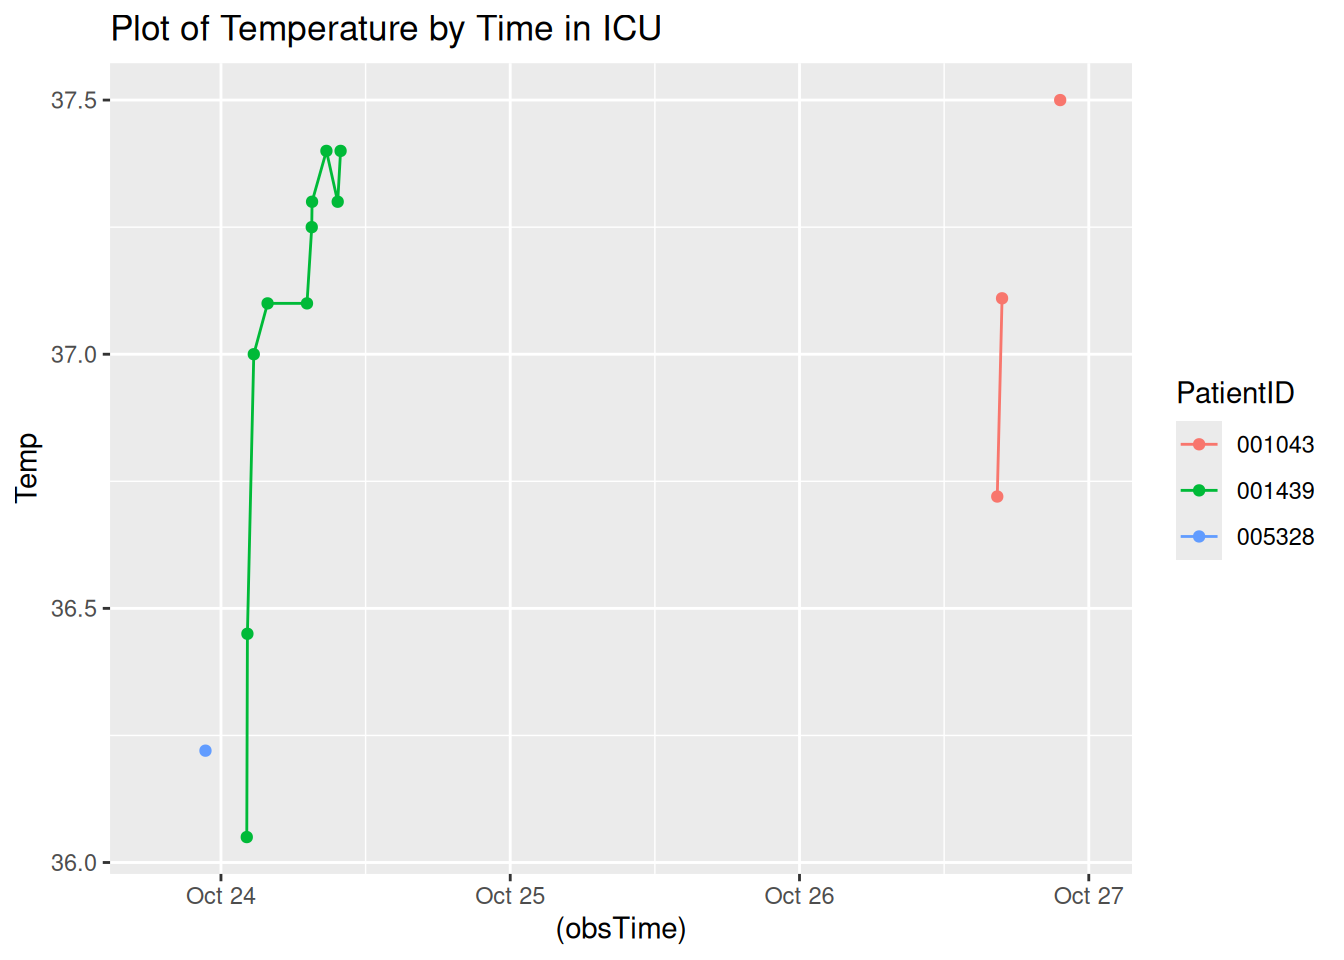 Plot of Temperature by Time in ICU
37.5
37.0
36.5
36.0
Temp
Oct 24 Oct 25 Oct 26 Oct 27
(obsTime)
PatientID
001043
001439
005328